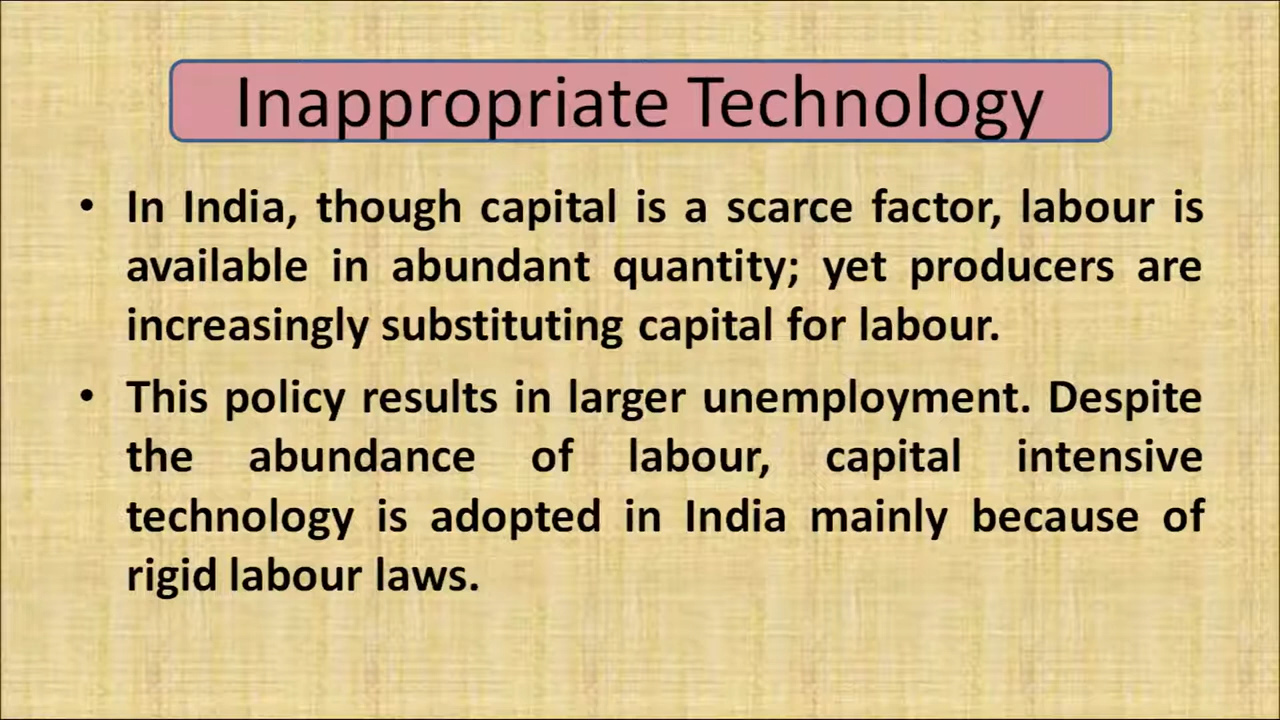 Inappropriate Technology
• In India, though capital is a scarce factor, labour is
available in abundant quantity; yet producers are
increasingly substituting capital for labour.
• This policy results in larger unemployment. Despite
the abundance of labour, capital intensive
technology is adopted in India mainly because of
rigid labour laws.